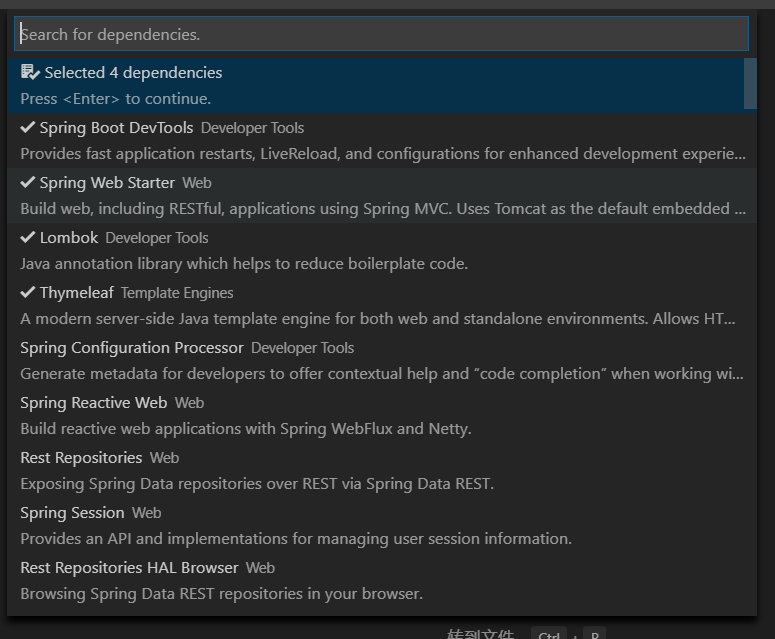 Search for dependencies.
Selected 4 dependencies
Press <Enter> to continue.
Spring Boot DevTools Developer Tools
Provides fast application restarts, LiveReload, and configurations for enhanced development experie...
Spring Web Starter Web
Build web, including RESTful, applications using Spring MVC. Uses Tomcat as the default embedded ...
Lombok Developer Tools
Java annotation library which helps to reduce boilerplate code.
Thymeleaf Template Engines
A modern server-side Java template engine for both web and standalone environments. Allows HT...
Spring Configuration Processor Developer Tools
Generate metadata for developers to offer contextual help and “code completion” when working wi...
Spring Reactive Web Web
Build reactive web applications with Spring WebFlux and Netty.
Rest Repositories Web
Exposing Spring Data repositories over REST via Spring Data REST.
Spring Session Web
Provides an API and implementations for managing user session information.
Rest Repositories HAL Browser Web
Browsing Spring Data REST repositories in your browser.
转到文件 Ctrl + P